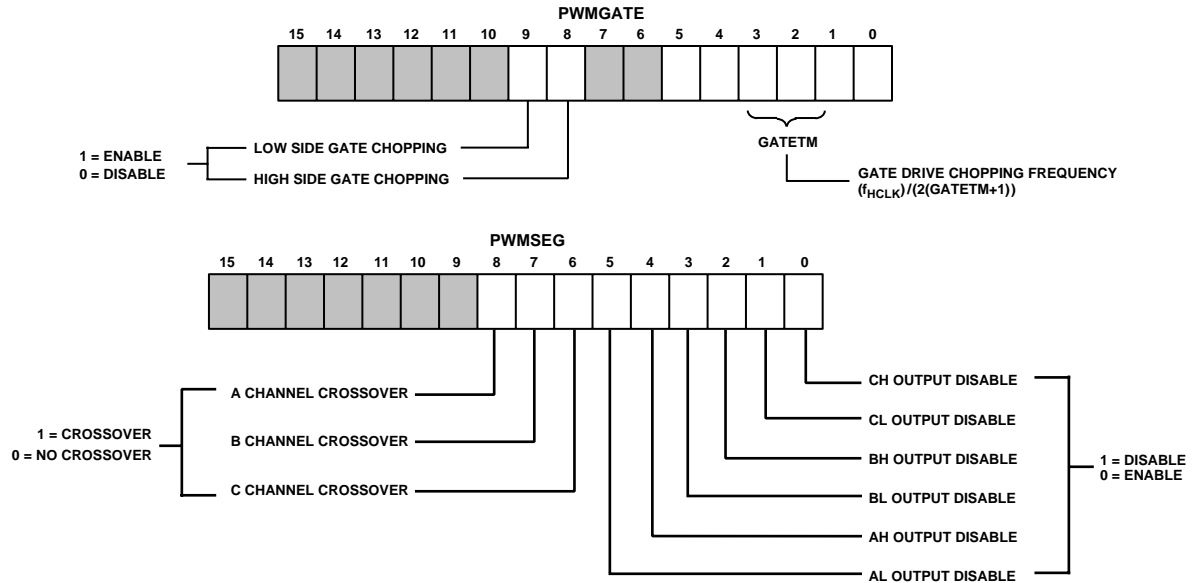 PWMGATE
15 14 13 12 11 10 9 8 7 6 5 4 3 2 1 0
1 = ENABLE
0 = DISABLE
LOW SIDE GATE CHOPPING
HIGH SIDE GATE CHOPPING
GATETM
GATE DRIVE CHOPPING FREQUENCY
(fHCLK)/(2(GATETM+1))
PWMSEG
15 14 13 12 11 10 9 8 7 6 5 4 3 2 1 0
1 = CROSSOVER
0 = NO CROSSOVER
A CHANNEL CROSSOVER
B CHANNEL CROSSOVER
C CHANNEL CROSSOVER
CH OUTPUT DISABLE
CL OUTPUT DISABLE
BH OUTPUT DISABLE
BL OUTPUT DISABLE
AH OUTPUT DISABLE
AL OUTPUT DISABLE
1 = DISABLE
0 = ENABLE